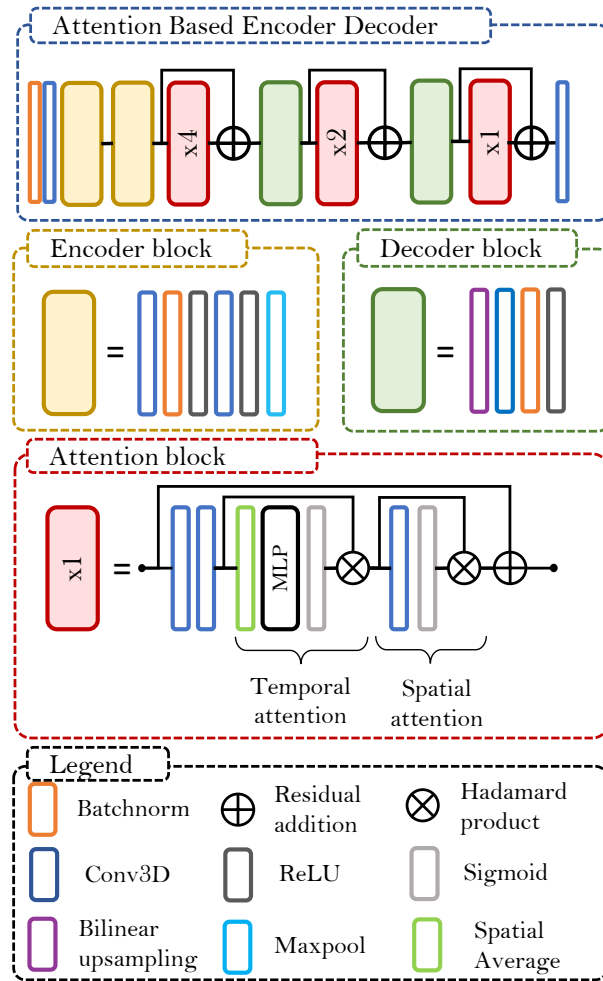 Attention Based Encoder Decoder
x4
x2
x1
Encoder block
Decoder block
=
=
Attention block
x1
=
MLP
Temporal
attention
Spatial
attention
Legend
Batchnorm
Residual
addition
Hadamard
product
Conv3D
ReLU
Sigmoid
Bilinear
upsampling
Maxpool
Spatial
Average